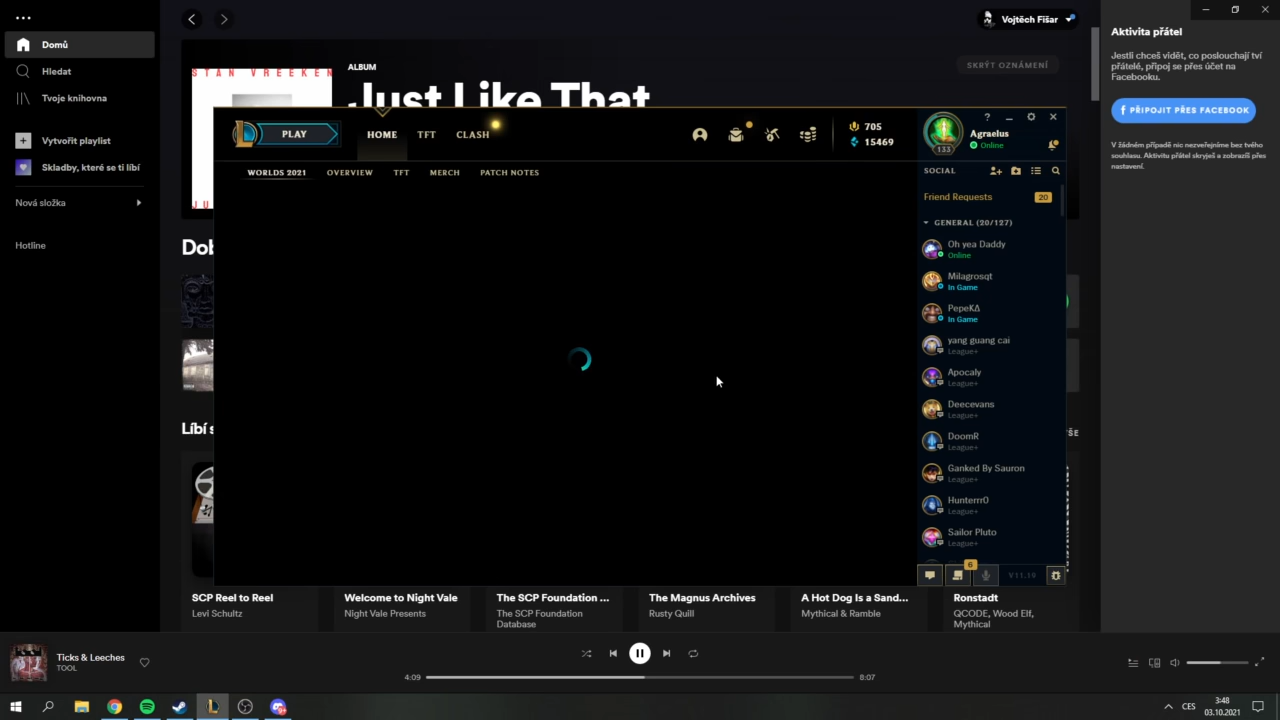 Domů
Hledat
Tvoje knihovna
Vytvořit playlist
Skladby, které se ti líbí
Nová složka
Hotline
STAN VREEKEN
ALBUM
Just Like That
SKRÝT OZNÁMENÍ
Vojtěch Fišar
Aktivita přátel
Jestli chceš vidět, co poslouchají tví
přátelé, připoj se přes účet na
Facebooku.
PŘIPOJIT PŘES FACEBOOK
V žádném případě nic nezveřejníme bez tvého
souhlasu. Aktivita přátel skryješ a zobrazíš přes
nastavení.
PLAY
HOME
TFT
CLASH
705
15469
133
Agraelus
Online
WORLDS 2021
OVERVIEW
TFT
MERCH
PATCH NOTES
SOCIAL
Friend Requests
20
GENERAL (20/127)
Oh yea Daddy
Online
Milagrosqt
In Game
PepeKΔ
In Game
yang guang cai
League+
Apocaly
League+
Deecevans
League+
DoomR
League+
Ganked By Sauron
League+
Hunterrr0
League+
Sailor Pluto
League+
6
V11.19
SCP Reel to Reel
Levi Schultz
Welcome to Night Vale
Night Vale Presents
The SCP Foundation ...
The SCP Foundation
Database
The Magnus Archives
Rusty Quill
A Hot Dog Is a Sand...
Mythical & Ramble
Ronstadt
QCODE, Wood Elf,
Mythical
Ticks & Leeches
TOOL
4:09
8:07
CES
3:48
03.10.2021